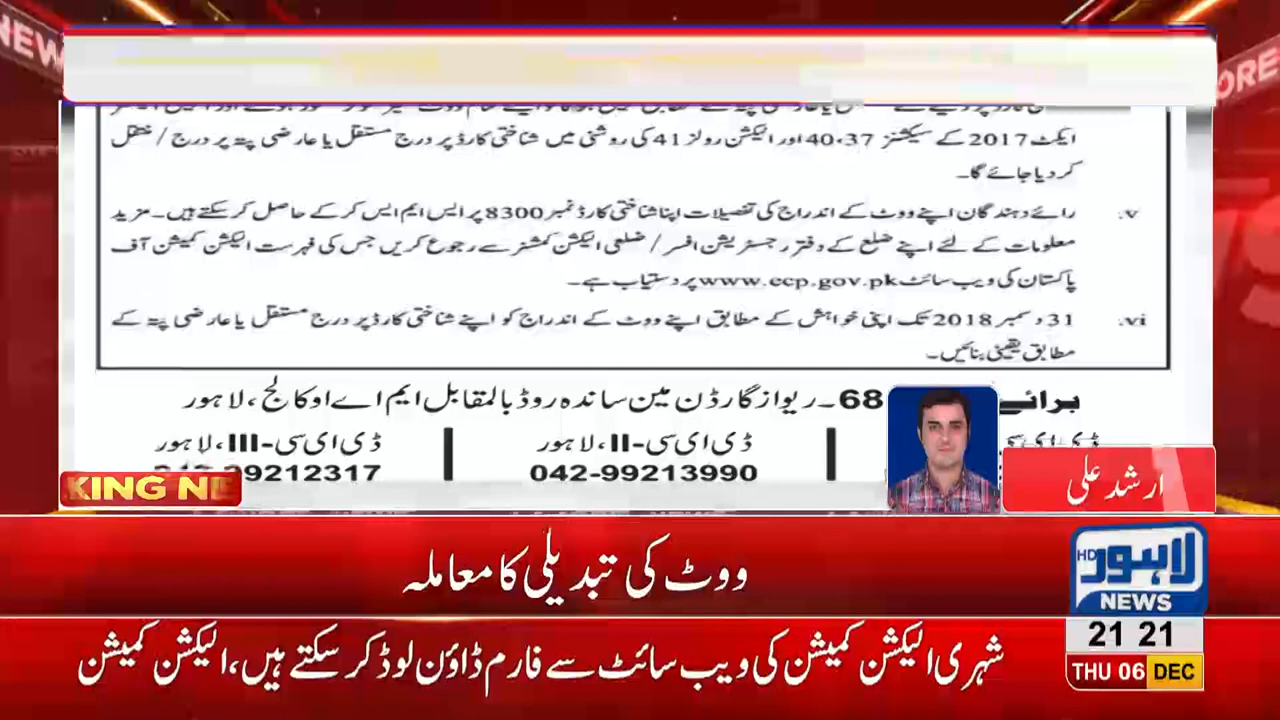 ایکٹ 2017 کے سیکشنز 37،40 اور الیکشن رولز 41 کی روشنی میں شناختی کارڈ پر درج مستقل یا عارضی پتہ پر درج / منتقل
کر دیا جائے گا۔
v. رائے دہندگان اپنے ووٹ کے اندراج کی تفصیلات اپنا شناختی کارڈ نمبر 8300 پر ایس ایم ایس کر کے حاصل کر سکتے ہیں۔ مزید
معلومات کے لئے اپنے ضلع کے دفتر رجسٹریشن افسر / ضلعی الیکشن کمشنر سے رجوع کریں جس کی فہرست الیکشن کمیشن آف
پاکستان کی ویب سائٹ www.ecp.gov.pk پر دستیاب ہے۔
vi. 31 دسمبر 2018 تک اپنی خواہش کے مطابق اپنے ووٹ کے اندراج کو اپنے شناختی کارڈ پر درج مستقل یا عارضی پتہ کے
مطابق یقینی بنائیں۔
برائے 68۔ ریواز گارڈن مین ساندہ روڈ بالمقابل ایم اے او کالج، لاہور
ڈی ای سی-II، لاہور
042-99213990
ڈی ای سی-III، لاہور
99212317
KING NE
ارشد علی
ووٹ کی تبدیلی کا معاملہ
شہری الیکشن کمیشن کی ویب سائٹ سے فارم ڈاؤن لوڈ کر سکتے ہیں، الیکشن کمیشن
HD لاہور
NEWS
21 21
THU 06 DEC